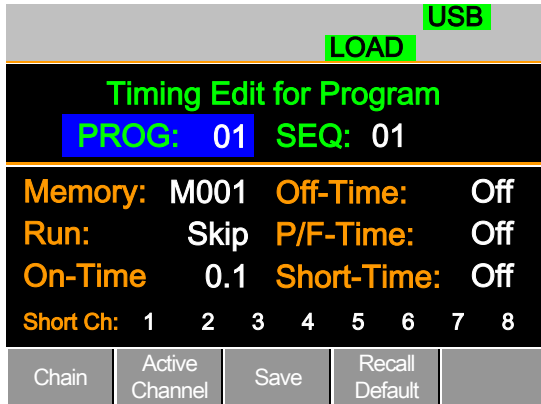 USB
LOAD
Timing Edit for Program
PROG: 01 SEQ: 01
Memory: M001 Off-Time: Off
Run: Skip P/F-Time: Off
On-Time 0.1 Short-Time: Off
Short Ch: 1 2 3 4 5 6 7 8
Chain Active Channel Save Recall Default